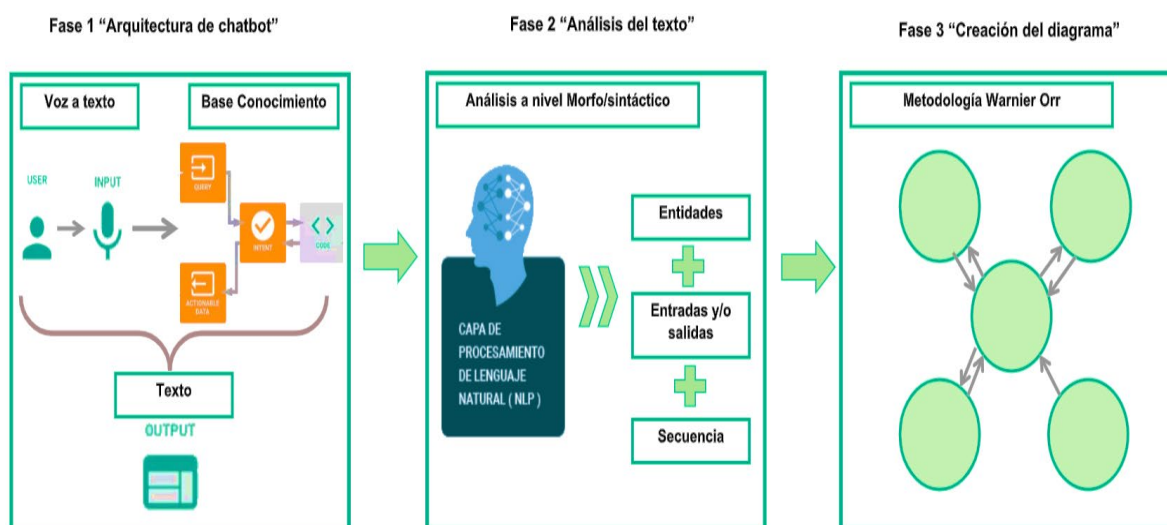 Fase 1 “Arquitectura de chatbot”
Fase 2 “Análisis del texto”
Fase 3 “Creación del diagrama”
Voz a texto
Base Conocimiento
USER
INPUT
QUERY
INTENT
CODE
ACTIONABLE
DATA
Texto
OUTPUT
Análisis a nivel Morfo/sintáctico
CAPA DE
PROCESAMIENTO
DE LENGUAJE
NATURAL ( NLP )
Entidades
Entradas y/o
salidas
Secuencia
Metodología Warnier Orr